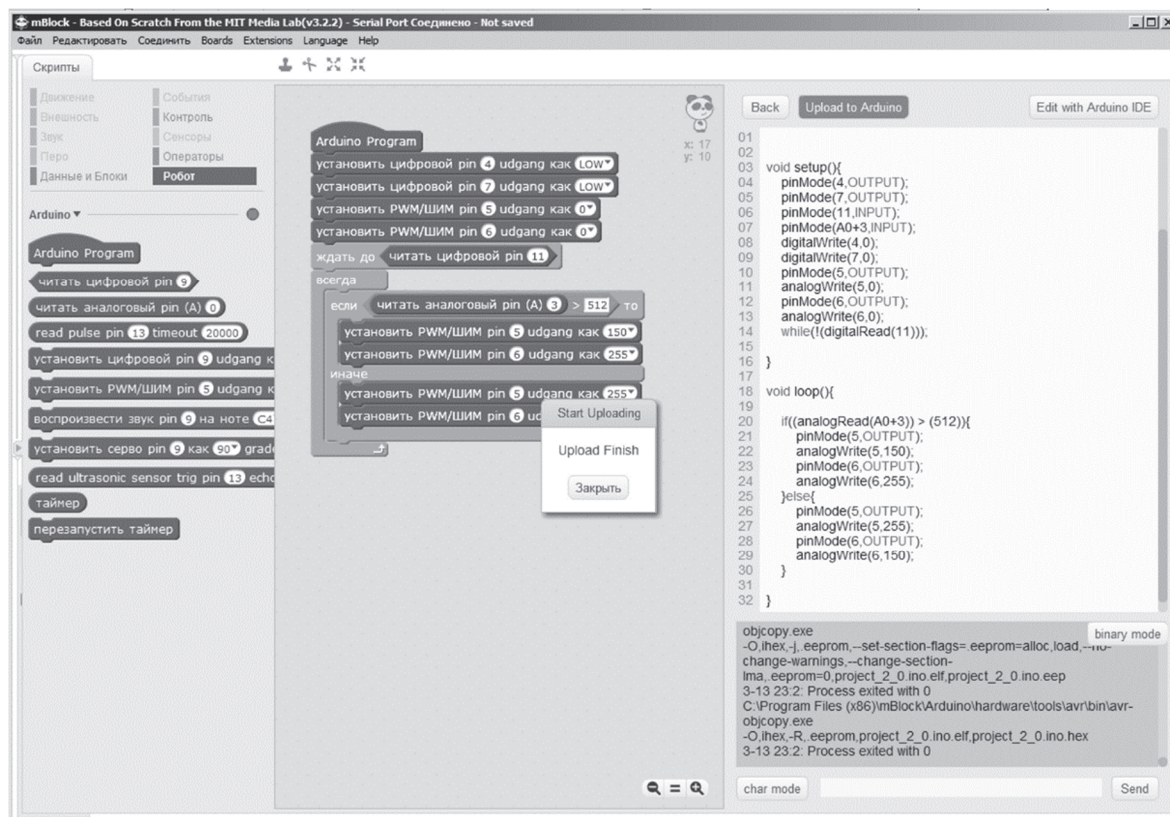 mBlock - Based On Scratch From the MIT Media Lab(v3.2.2) - Serial Port Соединено - Not saved
Файл Редактировать Соединить Boards Extensions Language Help
Скрипты
Движение
События
Внешность
Контроль
Звук
Сенсоры
Перо
Операторы
Данные и Блоки
Робот
Arduino
Arduino Program
читать цифровой pin 9
читать аналоговый pin (A) 0
read pulse pin 13 timeout 20000
установить цифровой pin 9 udgang к
установить PWM/ШИМ pin 5 udgang к
воспроизвести звук pin 9 на ноте C4
установить серво pin 9 как 90 grade
read ultrasonic sensor trig pin 13 echo
таймер
перезапустить таймер
x: 17
y: 10
Arduino Program
установить цифровой pin 4 udgang как LOW
установить цифровой pin 7 udgang как LOW
установить PWM/ШИМ pin 5 udgang как 0
установить PWM/ШИМ pin 6 udgang как 0
ждать до читать цифровой pin 11
всегда
если читать аналоговый pin (A) 3 > 512 то
установить PWM/ШИМ pin 5 udgang как 150
установить PWM/ШИМ pin 6 udgang как 255
иначе
установить PWM/ШИМ pin 5 udgang как 255
установить PWM/ШИМ pin 6 ud
Start Uploading
Upload Finish
Закрыть
Back Upload to Arduino Edit with Arduino IDE
01
02
03 void setup(){
04 pinMode(4,OUTPUT);
05 pinMode(7,OUTPUT);
06 pinMode(11,INPUT);
07 pinMode(A0+3,INPUT);
08 digitalWrite(4,0);
09 digitalWrite(7,0);
10 pinMode(5,OUTPUT);
11 analogWrite(5,0);
12 pinMode(6,OUTPUT);
13 analogWrite(6,0);
14 while(!(digitalRead(11)));
15
16 }
17
18 void loop(){
19
20 if((analogRead(A0+3)) > (512)){
21 pinMode(5,OUTPUT);
22 analogWrite(5,150);
23 pinMode(6,OUTPUT);
24 analogWrite(6,255);
25 }else{
26 pinMode(5,OUTPUT);
27 analogWrite(5,255);
28 pinMode(6,OUTPUT);
29 analogWrite(6,150);
30 }
31
32 }
binary mode
objcopy.exe
-O,ihex,-j,.eeprom,--set-section-flags=.eeprom=alloc,load,--no-
change-warnings,--change-section-
lma,.eeprom=0,project_2_0.ino.elf,project_2_0.ino.eep
3-13 23:2: Process exited with 0
C:\Program Files (x86)\mBlock\Arduino\hardware\tools\avr\bin\avr-
objcopy.exe
-O,ihex,-R,.eeprom,project_2_0.ino.elf,project_2_0.ino.hex
3-13 23:2: Process exited with 0
char mode Send